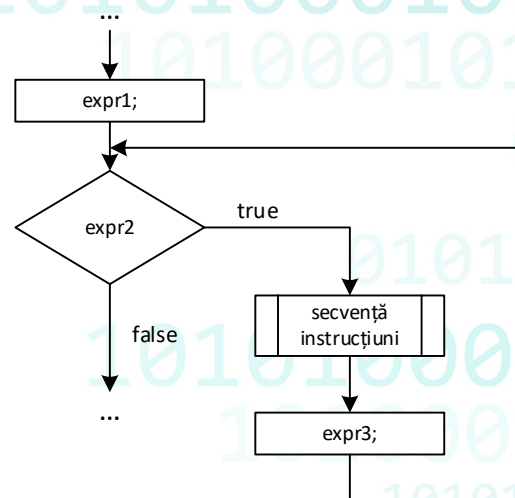 ...
expr1;
expr2
true
secvență
instrucțiuni
false
...
expr3;